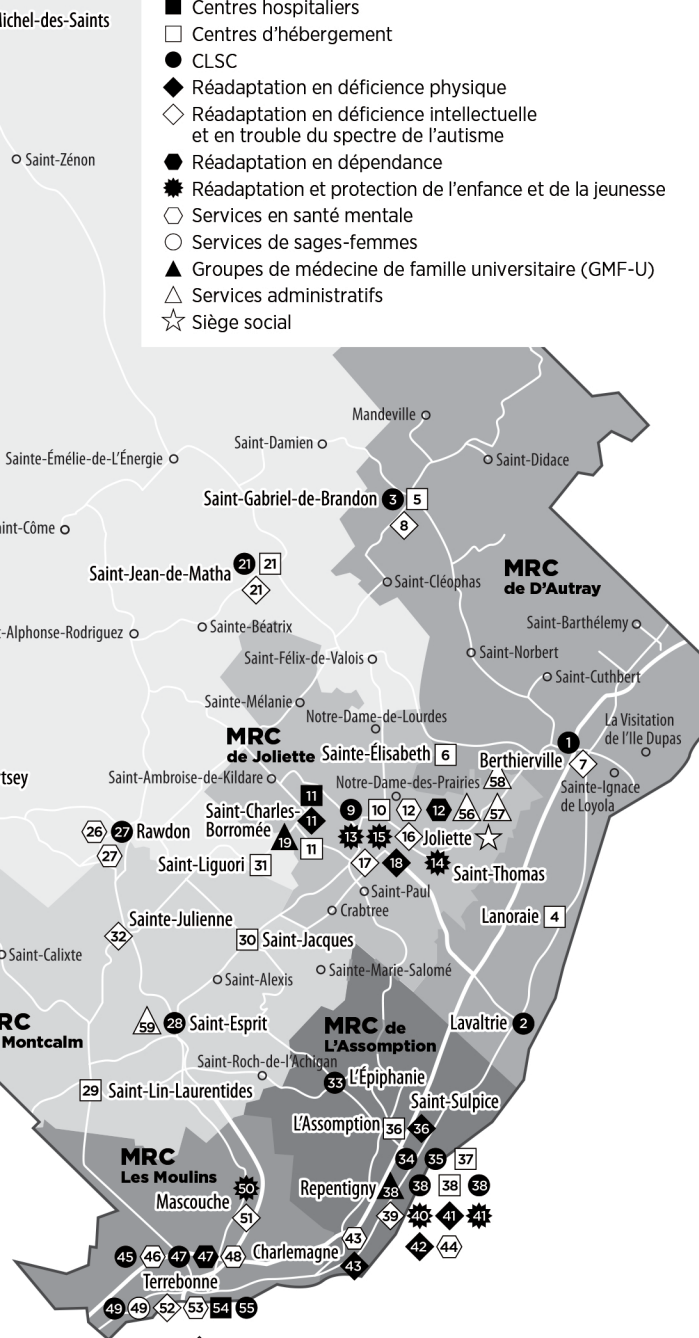 Michel-des-Saints
Centres hospitaliers
Centres d'hébergement
CLSC
Réadaptation en déficience physique
Réadaptation en déficience intellectuelle
et en trouble du spectre de l'autisme
Réadaptation en dépendance
Réadaptation et protection de l'enfance et de la jeunesse
Services en santé mentale
Services de sages-femmes
Groupes de médecine de famille universitaire (GMF-U)
Services administratifs
Siège social
Saint-Zénon
Mandeville
Saint-Damien
Sainte-Émélie-de-L'Énergie
Saint-Didace
Saint-Gabriel-de-Brandon 3 5
8
int-Côme
Saint-Jean-de-Matha 21 21
21
MRC
de D'Autray
Saint-Cléophas
Saint-Barthélemy
Sainte-Béatrix
t-Alphonse-Rodriguez
Saint-Félix-de-Valois
Saint-Norbert
Saint-Cuthbert
Sainte-Mélanie
Notre-Dame-de-Lourdes
La Visitation
de l'Ile Dupas
MRC
de Joliette
Sainte-Élisabeth 6
1
Berthierville 7
rtsey
Saint-Ambroise-de-Kildare
Notre-Dame-des-Prairies 58
Sainte-Ignace
de Loyola
11
Saint-Charles-
Borromée 11
9 10 12 12 56 57
26 27 Rawdon
27
19 11
13 15 16 Joliette
Saint-Liguori 31
17 18 14 Saint-Thomas
Saint-Paul
Crabtree
Lanoraie 4
Sainte-Julienne
32
30 Saint-Jacques
Saint-Calixte
Saint-Alexis
Sainte-Marie-Salomé
RC
Montcalm
59 28 Saint-Esprit
MRC de
L'Assomption
Lavaltrie 2
Saint-Roch-de-l'Achigan
33 L'Épiphanie
29 Saint-Lin-Laurentides
Saint-Sulpice
L'Assomption 36 36
34 35 37
MRC
Les Moulins
50
Mascouche
51
Repentigny 38 38 38 38
39 40 41 41
43
42 44
45 46 47 47 48 Charlemagne
43
Terrebonne
49 49 52 53 54 55